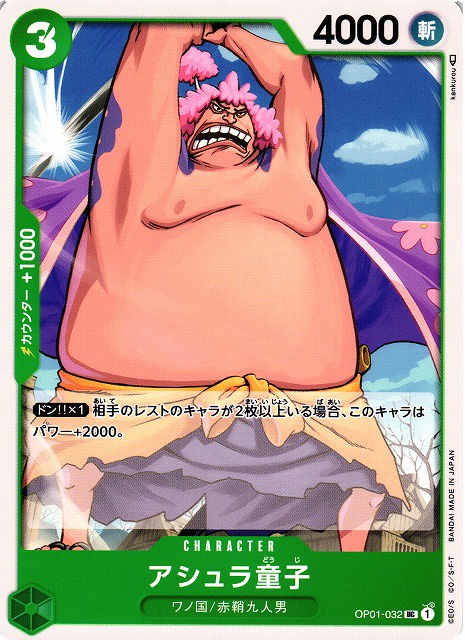 3
4000
斬
kankurou
カウンター +1000
ドン!!×1 相手のレストのキャラが2枚以上いる場合、このキャラは
パワー+2000。
CHARACTER
アシュラ童子
ワノ国/赤鞘九人男
OP01-032 UC 1
©EO/S ©O/S・F・T BANDAI MADE IN JAPAN